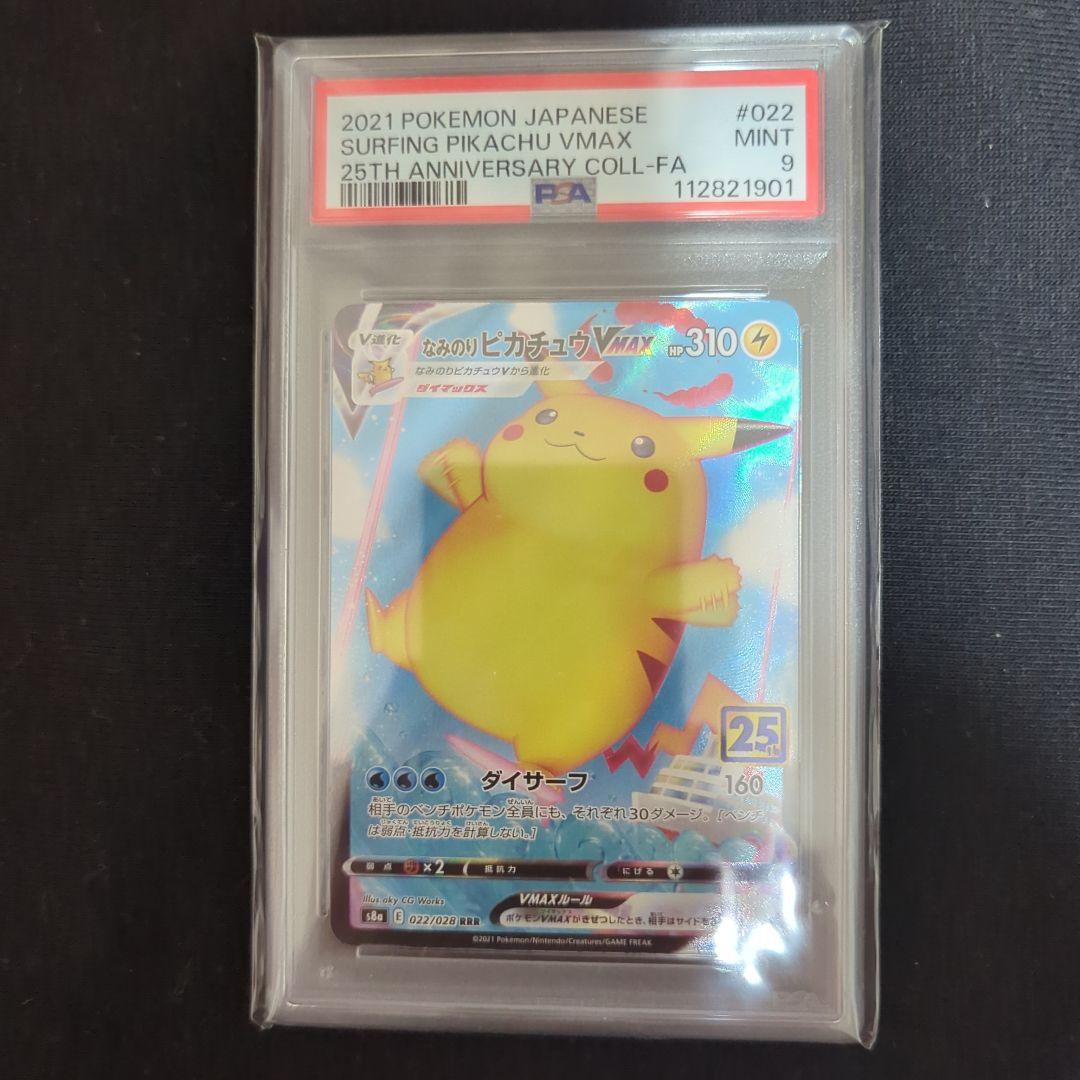 2021 POKEMON JAPANESE #022
SURFING PIKACHU VMAX MINT
25TH ANNIVERSARY COLL-FA 9
PSA 112821901
V進化 なみのりピカチュウVMAX HP310
なみのりピカチュウVから進化
ダイマックス
25th
ダイサーフ 160
相手のベンチポケモン全員にも、それぞれ30ダメージ。[ベンチ
は弱点・抵抗力を計算しない。]
弱点 ×2 抵抗力 にげる
Illus. aky CG Works VMAXルール
s8a E 022/028 RRR ポケモンVMAXがきぜつしたとき、相手はサイドを
©2021 Pokémon/Nintendo/Creatures/GAME FREAK